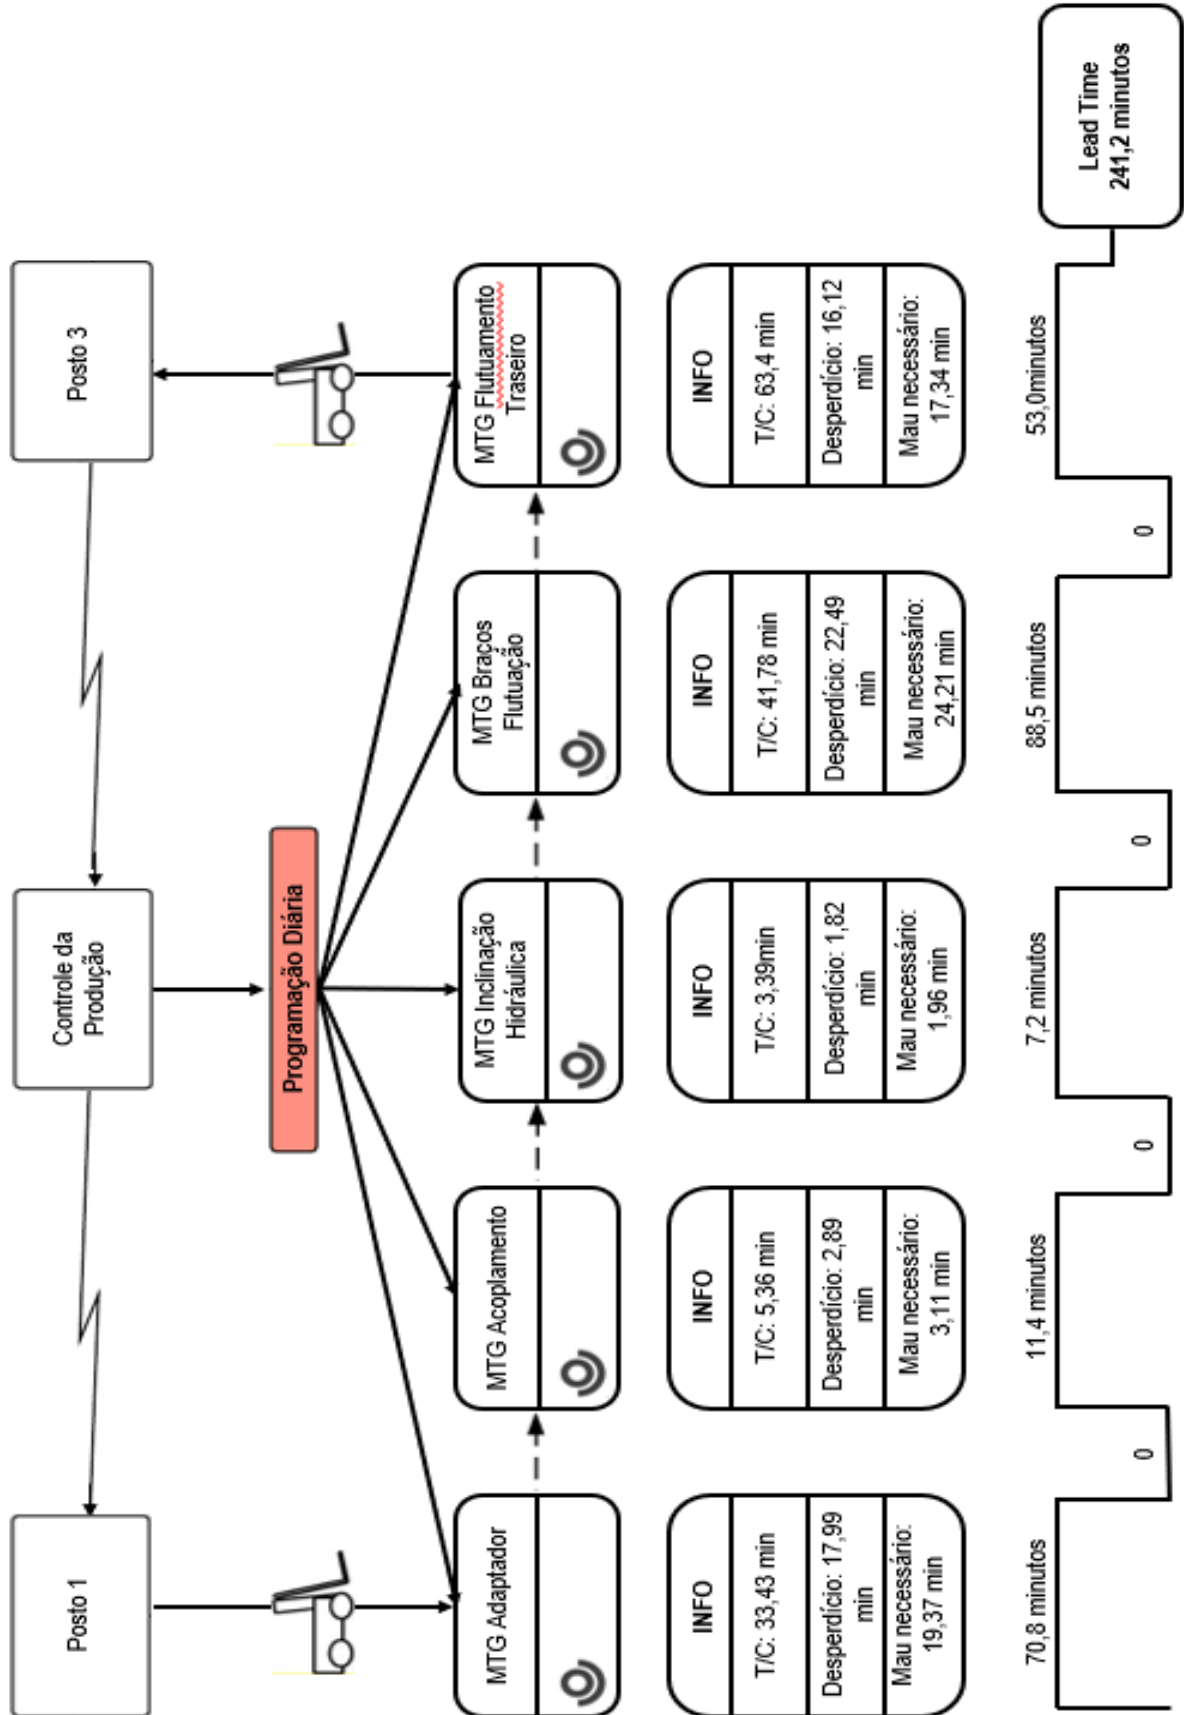 Posto 1
Controle da
Produção
Posto 3
Programação Diária
MTG Adaptador
MTG Acoplamento
MTG Inclinação
Hidráulica
MTG Braços
Flutuação
MTG Flutuamento
Traseiro
INFO
T/C: 33,43 min
Desperdício: 17,99
min
Mau necessário:
19,37 min
INFO
T/C: 5,36 min
Desperdício: 2,89
min
Mau necessário:
3,11 min
INFO
T/C: 3,39min
Desperdício: 1,82
min
Mau necessário:
1,96 min
INFO
T/C: 41,78 min
Desperdício: 22,49
min
Mau necessário:
24,21 min
INFO
T/C: 63,4 min
Desperdício: 16,12
min
Mau necessário:
17,34 min
70,8 minutos
0
11,4 minutos
0
7,2 minutos
0
88,5 minutos
0
53,0minutos
Lead Time
241,2 minutos